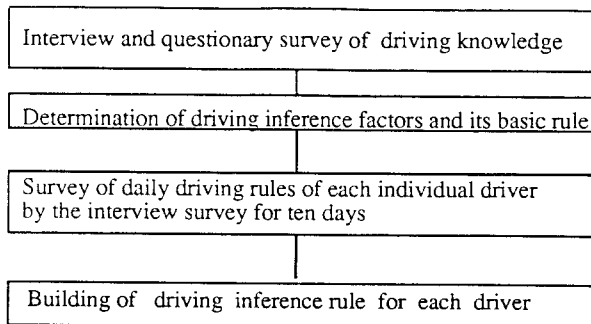 Interview and questionary survey of driving knowledge
Determination of driving inference factors and its basic rule
Survey of daily driving rules of each individual driver
by the interview survey for ten days
Building of driving inference rule for each driver